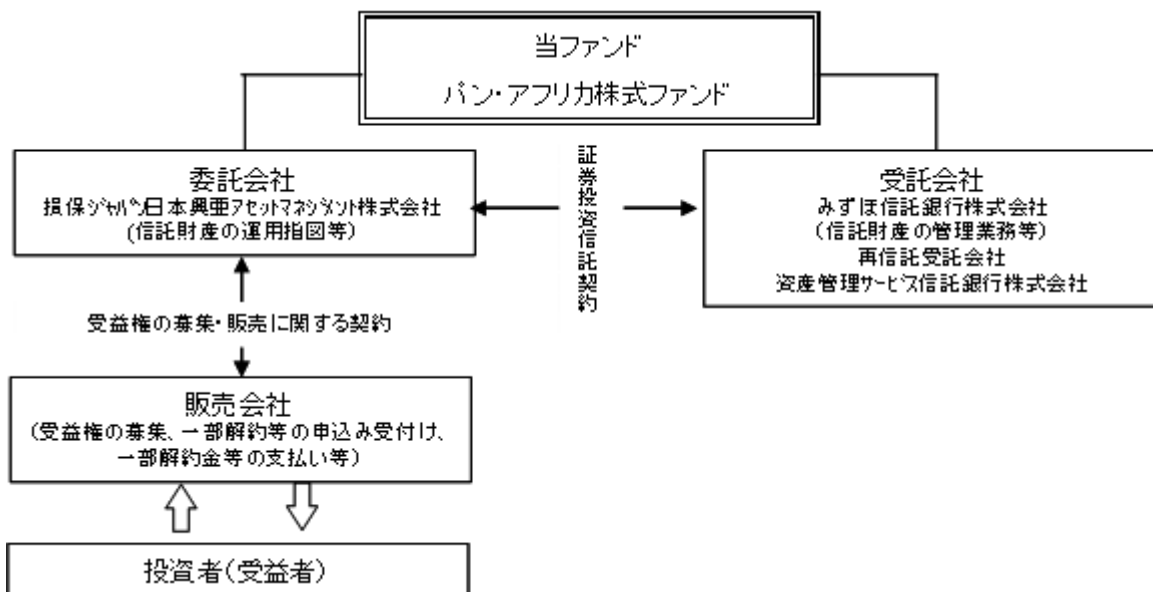 当ファンド
パン・アフリカ株式ファンド
委託会社
損保ｼﾞｬﾊﾟﾝ日本興亜ｱｾｯﾄﾏﾈｼﾞﾒﾝﾄ株式会社
(信託財産の運用指図等)
証券投資信託契約
受託会社
みずほ信託銀行株式会社
(信託財産の管理業務等)
再信託受託会社
資産管理ｻｰﾋﾞｽ信託銀行株式会社
受益権の募集・販売に関する契約
販売会社
(受益権の募集、一部解約等の申込み受付け、
一部解約金等の支払い等)
投資者(受益者)